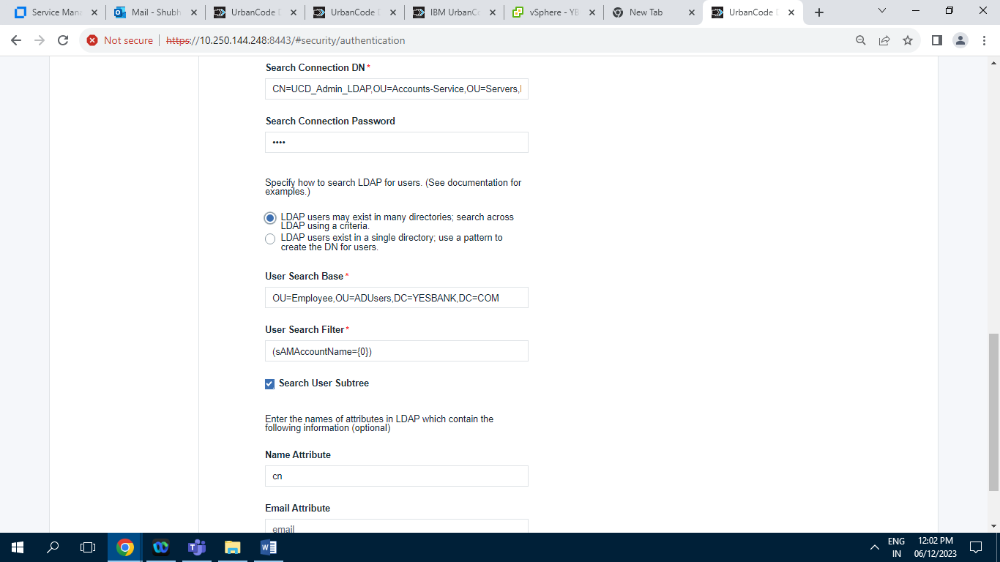 Service Mana
Mail - Shubh
UrbanCode D
UrbanCode D
IBM UrbanCo
vSphere - YB
New Tab
UrbanCode D
Not secure
https://10.250.144.248:8443/#security/authentication
Search Connection DN *
CN=UCD_Admin_LDAP,OU=Accounts-Service,OU=Servers,
Search Connection Password
••••
Specify how to search LDAP for users. (See documentation for
examples.)
LDAP users may exist in many directories; search across
LDAP using a criteria.
LDAP users exist in a single directory; use a pattern to
create the DN for users.
User Search Base *
OU=Employee,OU=ADUsers,DC=YESBANK,DC=COM
User Search Filter *
(sAMAccountName={0})
Search User Subtree
Enter the names of attributes in LDAP which contain the
following information (optional)
Name Attribute
cn
Email Attribute
email
ENG
IN
12:02 PM
06/12/2023